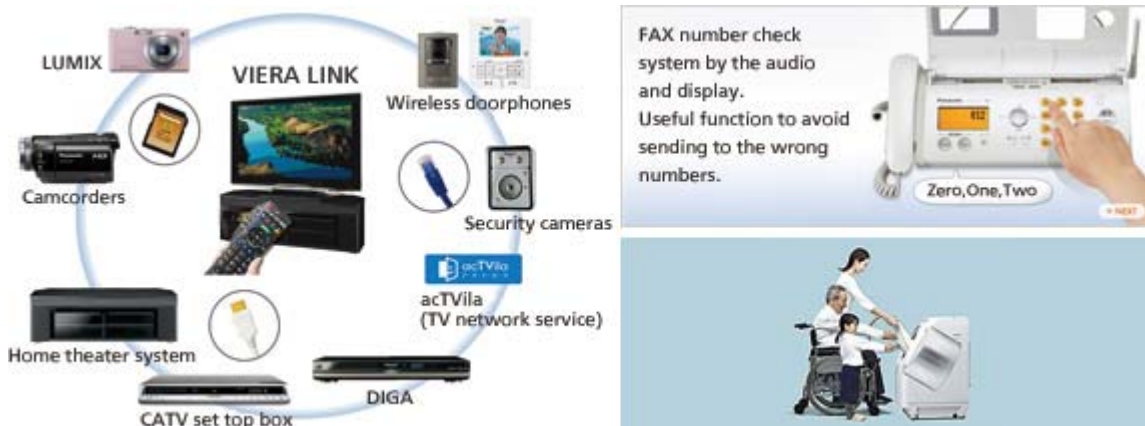 LUMIX
VIERA LINK
Wireless doorphones
Camcorders
Security cameras
acTVila
acTVila
(TV network service)
Home theater system
DIGA
CATV set top box
FAX number check
system by the audio
and display.
Useful function to avoid
sending to the wrong
numbers.
Panasonic
012
Zero,One,Two
NEXT